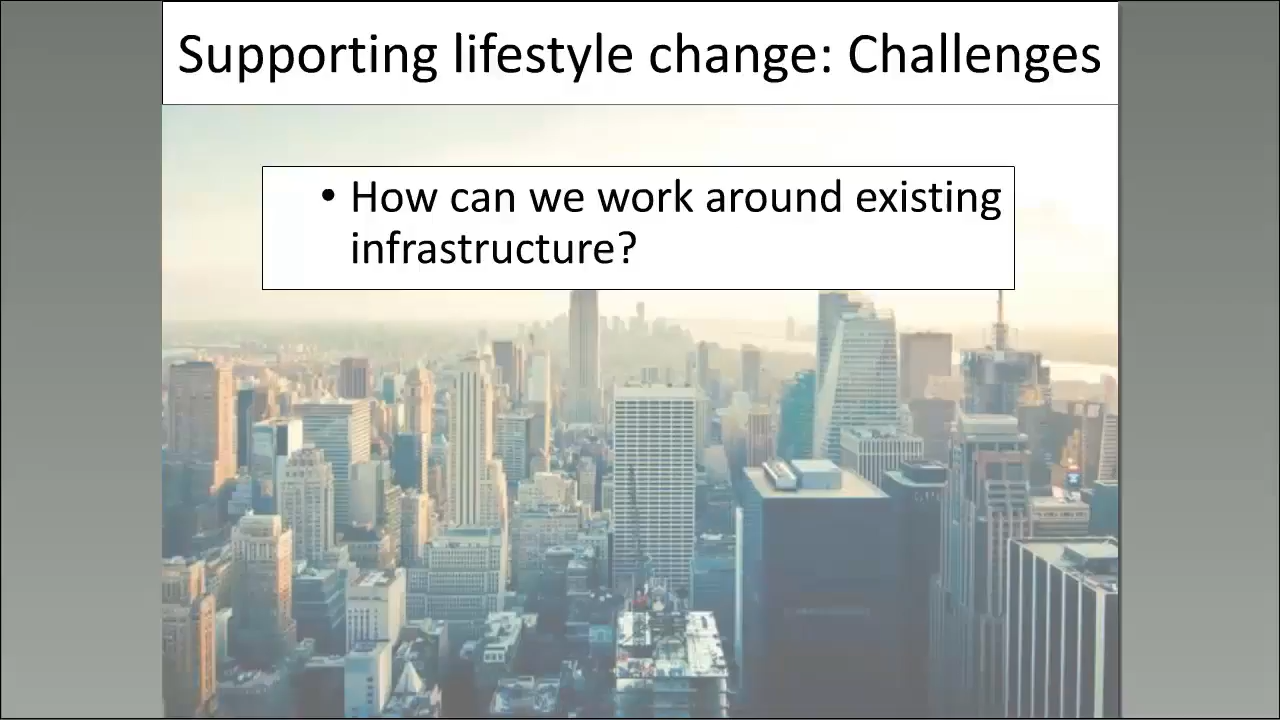 Supporting lifestyle change: Challenges
• How can we work around existing
infrastructure?